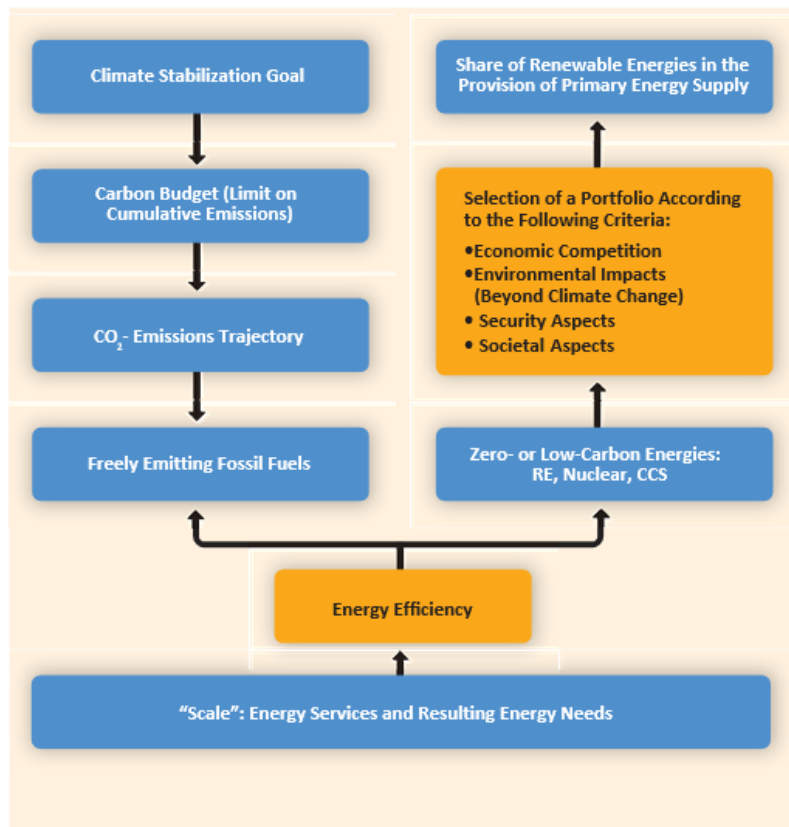 Climate Stabilization Goal
Carbon Budget (Limit on
Cumulative Emissions)
CO₂- Emissions Trajectory
Freely Emitting Fossil Fuels
Share of Renewable Energies in the
Provision of Primary Energy Supply
Selection of a Portfolio According
to the Following Criteria:
•Economic Competition
•Environmental Impacts
(Beyond Climate Change)
• Security Aspects
• Societal Aspects
Zero- or Low-Carbon Energies:
RE, Nuclear, CCS
Energy Efficiency
“Scale”: Energy Services and Resulting Energy Needs